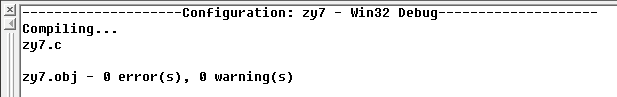 --------------------Configuration: zy7 - Win32 Debug--------------------
Compiling...
zy7.c
zy7.obj - 0 error(s), 0 warning(s)